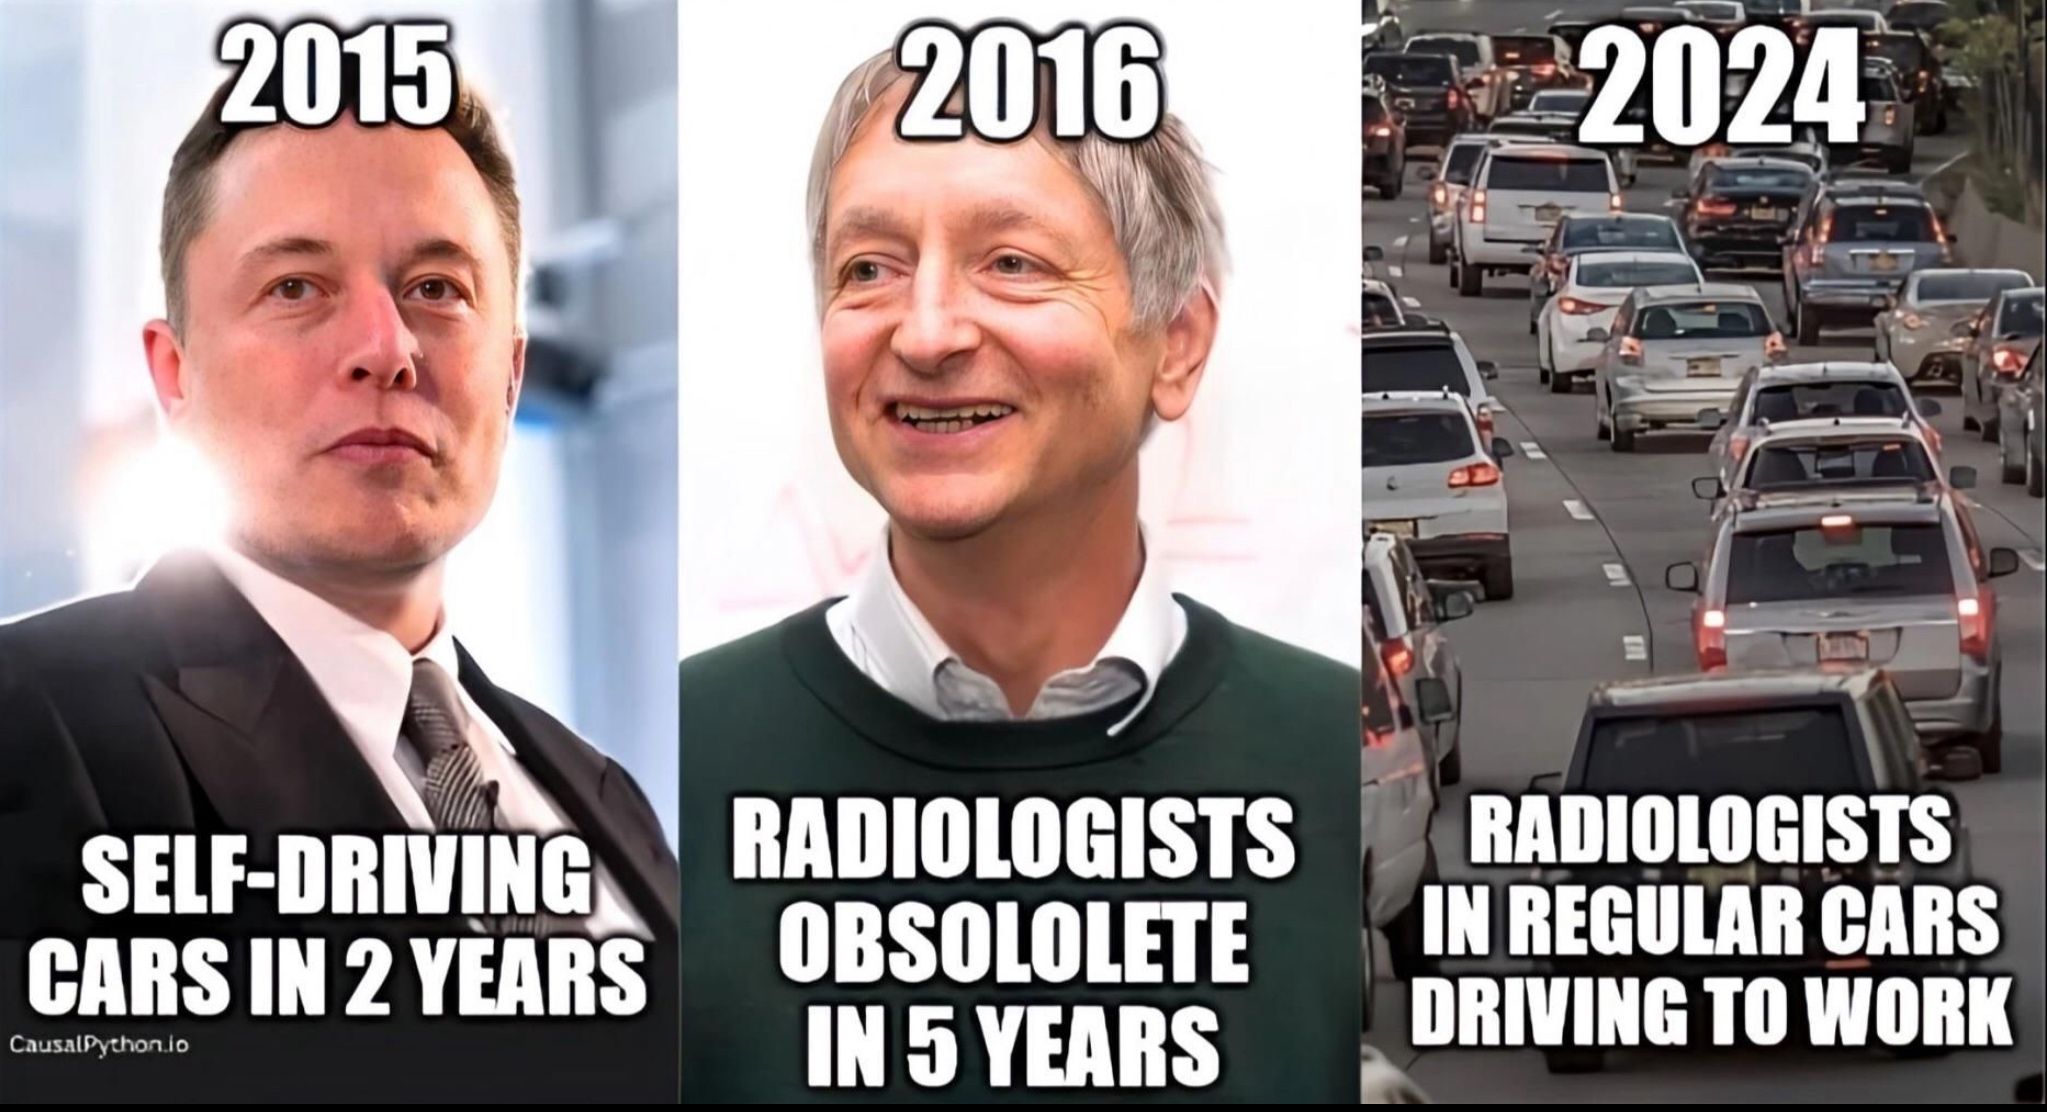 2015
SELF-DRIVING
CARS IN 2 YEARS
CausalPython.io
2016
RADIOLOGISTS
OBSOLOLETE
IN 5 YEARS
2024
RADIOLOGISTS
IN REGULAR CARS
DRIVING TO WORK